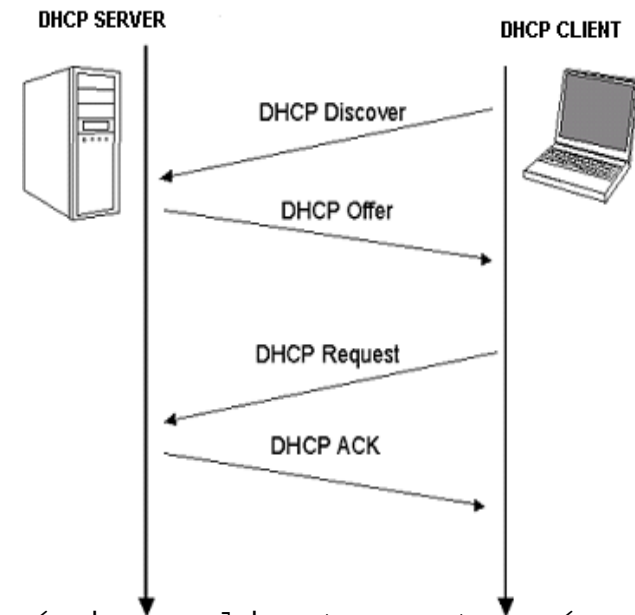 DHCP SERVER
DHCP CLIENT
DHCP Discover
DHCP Offer
DHCP Request
DHCP ACK